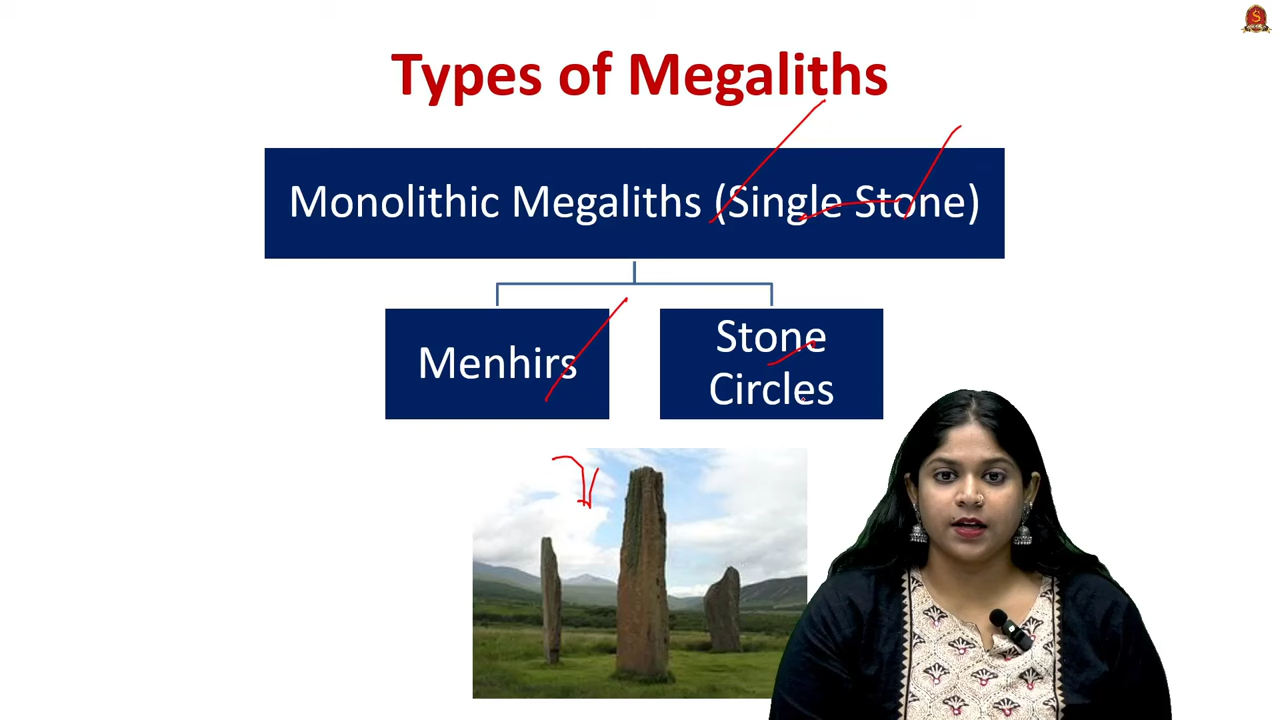 Types of Megaliths
Monolithic Megaliths (Single Stone)
Menhirs
Stone
Circles